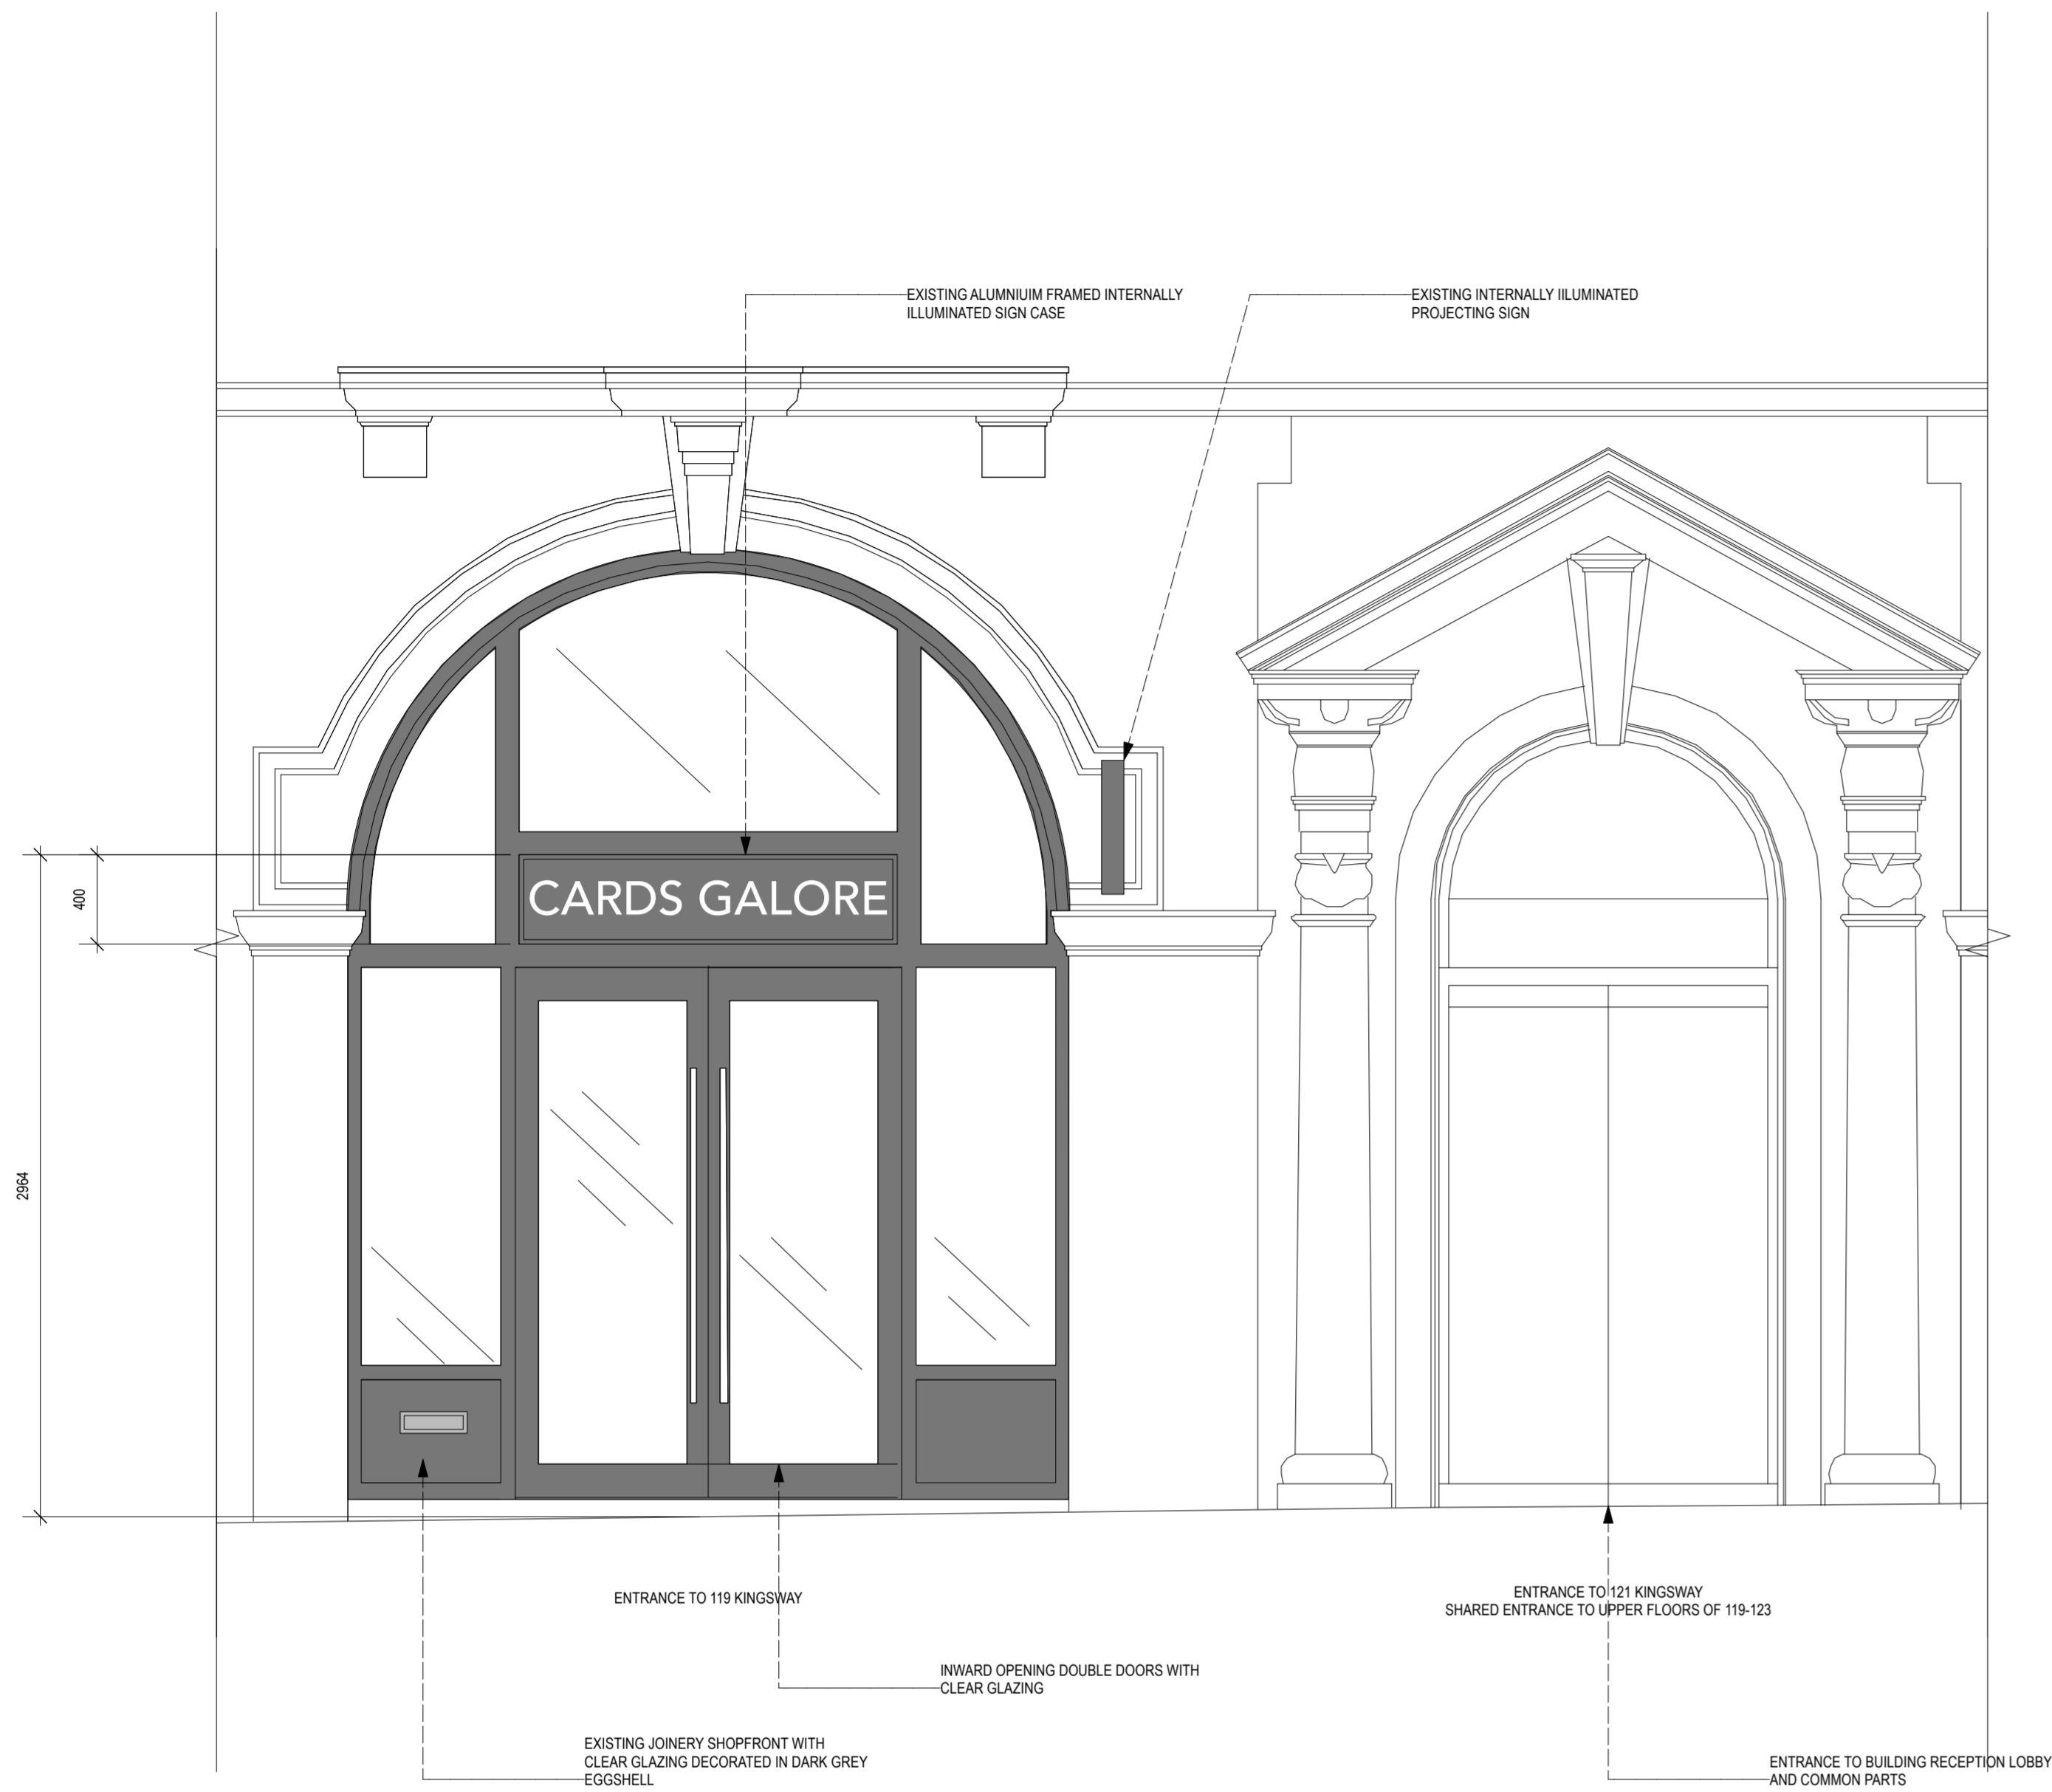 EXISTING ALUMNIUIM FRAMED INTERNALLY
ILLUMINATED SIGN CASE
EXISTING INTERNALLY IILUMINATED
PROJECTING SIGN
400
CARDS GALORE
2964
ENTRANCE TO 119 KINGSWAY
ENTRANCE TO 121 KINGSWAY
SHARED ENTRANCE TO UPPER FLOORS OF 119-123
INWARD OPENING DOUBLE DOORS WITH
CLEAR GLAZING
EXISTING JOINERY SHOPFRONT WITH
CLEAR GLAZING DECORATED IN DARK GREY
EGGSHELL
ENTRANCE TO BUILDING RECEPTION LOBBY
AND COMMON PARTS